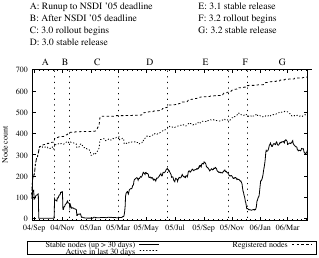 A: Runup to NSDI '05 deadline
B: After NSDI '05 deadline
C: 3.0 rollout begins
D: 3.0 stable release
E: 3.1 stable release
F: 3.2 rollout begins
G: 3.2 stable release
A B C D E F G
700
600
500
400
300
200
100
0
Node count
04/Sep 04/Nov 05/Jan 05/Mar 05/May 05/Jul 05/Sep 05/Nov 06/Jan 06/Mar
Stable nodes (up > 30 days)
Active in last 30 days
Registered nodes